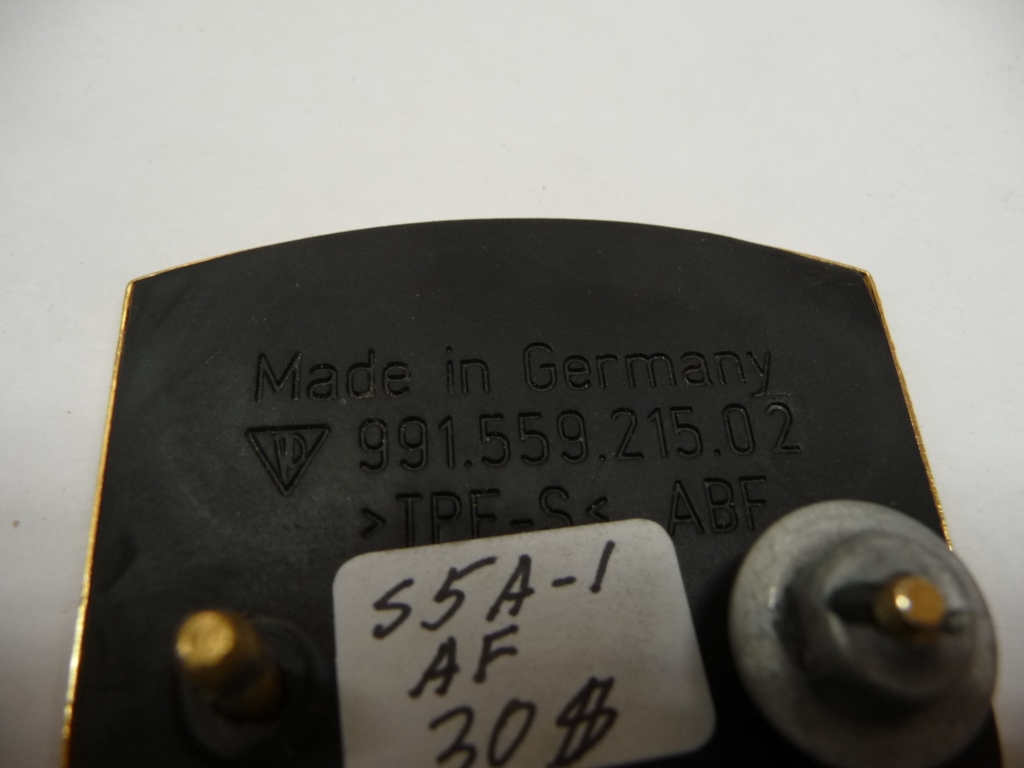 Made in Germany
991.559.215.02
>TPE-S< ABF
S5A-1
AF
30$